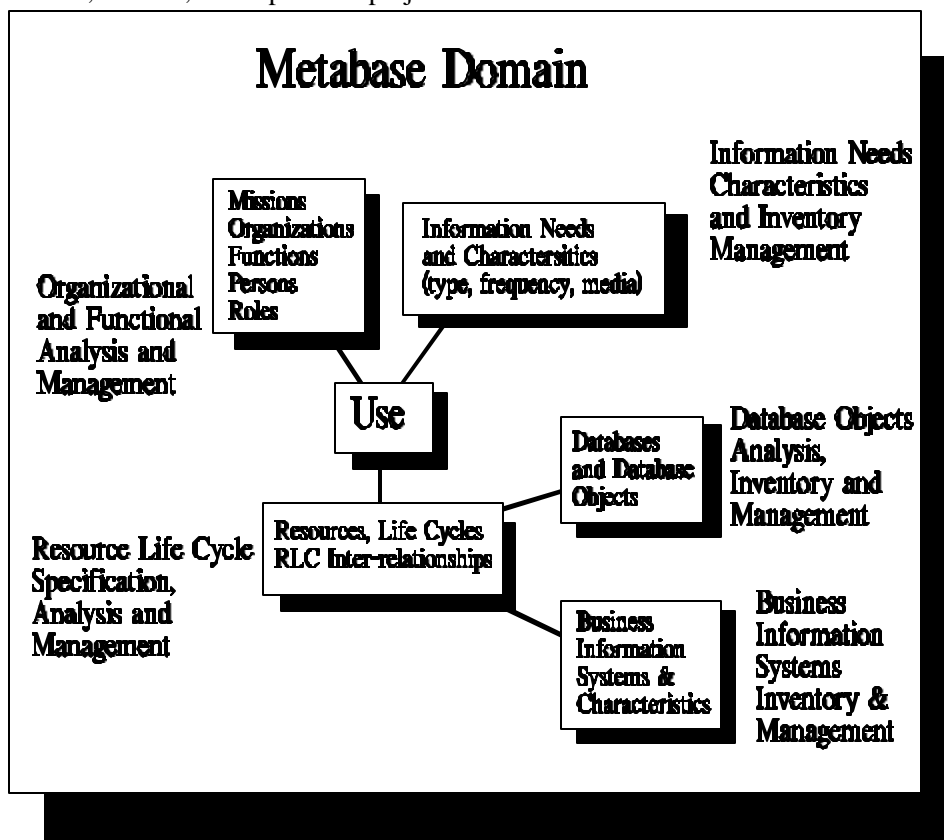 Metabase Domain
Information Needs
Characteristics
and Inventory
Management
Missions
Organizations
Functions
Persons
Roles
Information Needs
and Charactersitics
(type, frequency, media)
Organizational
and Functional
Analysis and
Management
Use
Databases
and Database
Objects
Database Objects
Analysis,
Inventory and
Management
Resources, Life Cycles
RLC Inter-relationships
Resource Life Cycle
Specification,
Analysis and
Management
Business
Information
Systems &
Characteristics
Business
Information
Systems
Inventory &
Management